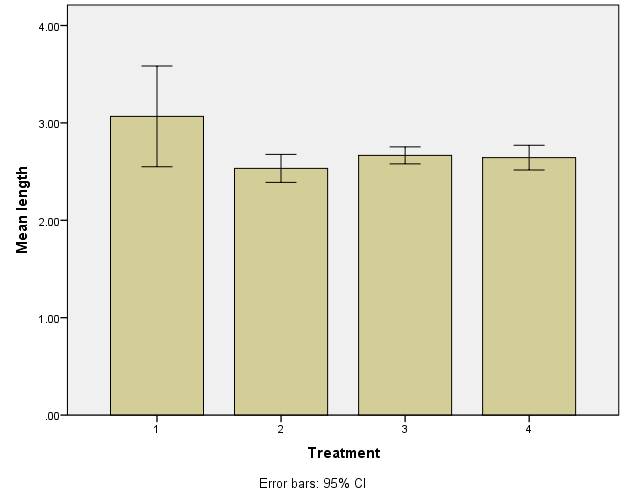 4.00
3.00
2.00
1.00
.00
Mean length
1 2 3 4
Treatment
Error bars: 95% CI